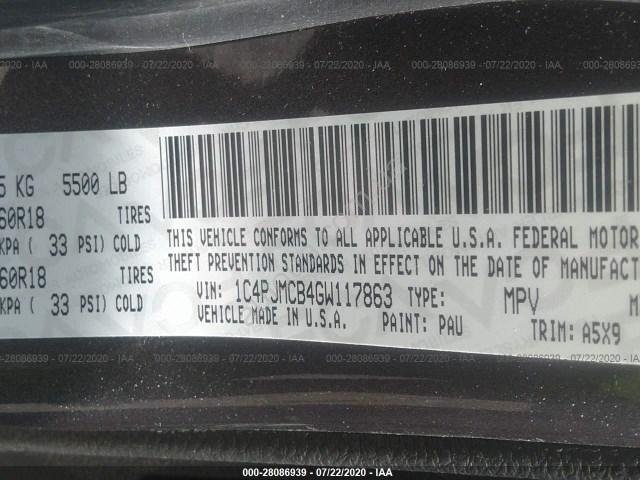 000-28086939 - 07/22/2020 - IAA
5 KG 5500 LB
60R18 TIRES
KPA ( 33 PSI) COLD
60R18 TIRES
KPA ( 33 PSI) COLD
THIS VEHICLE CONFORMS TO ALL APPLICABLE U.S.A. FEDERAL MOTOR
THEFT PREVENTION STANDARDS IN EFFECT ON THE DATE OF MANUFACT
VIN: 1C4PJMCB4GW117863 TYPE: MPV
VEHICLE MADE IN U.S.A. PAINT: PAU TRIM: A5X9
000-28086939 - 07/22/2020 - IAA